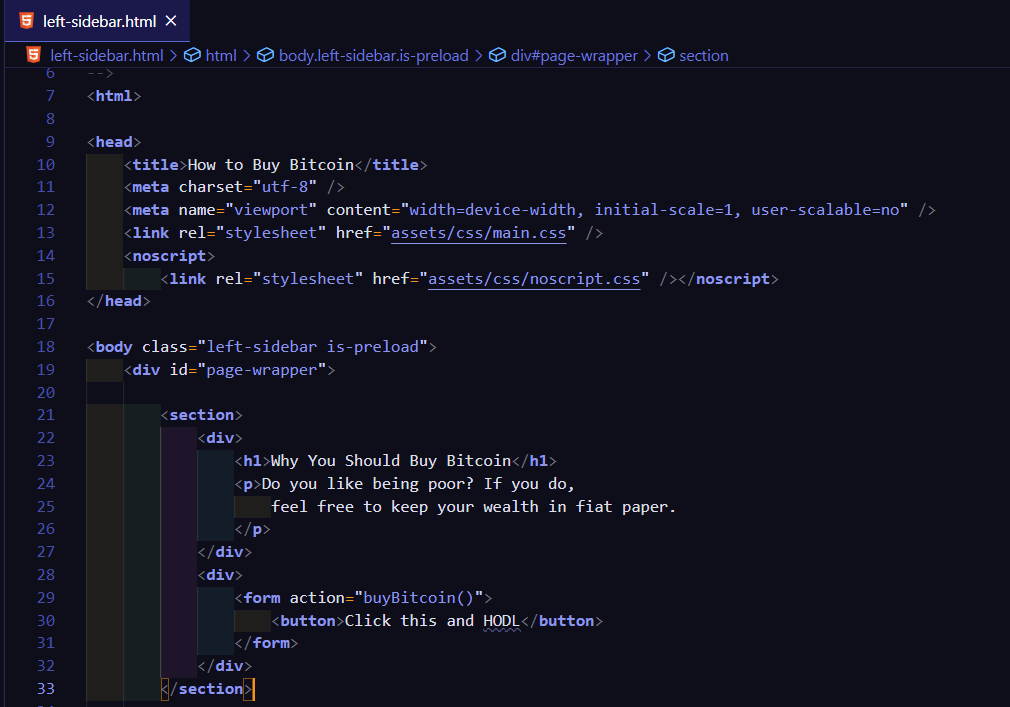 left-sidebar.html
left-sidebar.html > html > body.left-sidebar.is-preload > div#page-wrapper > section
6 -->
7 <html>
8
9 <head>
10 <title>How to Buy Bitcoin</title>
11 <meta charset="utf-8" />
12 <meta name="viewport" content="width=device-width, initial-scale=1, user-scalable=no" />
13 <link rel="stylesheet" href="assets/css/main.css" />
14 <noscript>
15 <link rel="stylesheet" href="assets/css/noscript.css" /></noscript>
16 </head>
17
18 <body class="left-sidebar is-preload">
19 <div id="page-wrapper">
20
21 <section>
22 <div>
23 <h1>Why You Should Buy Bitcoin</h1>
24 <p>Do you like being poor? If you do,
25 feel free to keep your wealth in fiat paper.
26 </p>
27 </div>
28 <div>
29 <form action="buyBitcoin()">
30 <button>Click this and HODL</button>
31 </form>
32 </div>
33 </section>